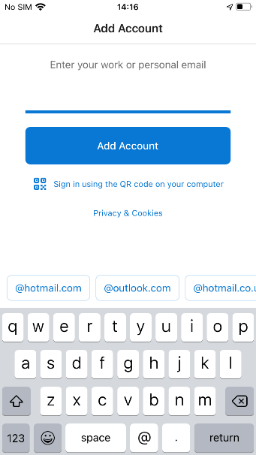 No SIM 14:16
Add Account
Enter your work or personal email
Add Account
Sign in using the QR code on your computer
Privacy & Cookies
@hotmail.com @outlook.com @hotmail.co.u
q w e r t y u i o p
a s d f g h j k l
z x c v b n m
123 space @ . return